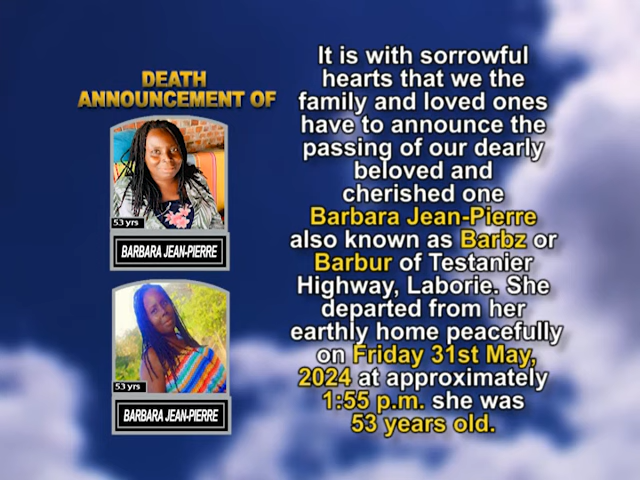 DEATH
ANNOUNCEMENT OF
53 yrs
BARBARA JEAN-PIERRE
53 yrs
BARBARA JEAN-PIERRE
It is with sorrowful
hearts that we the
family and loved ones
have to announce the
passing of our dearly
beloved and
cherished one
Barbara Jean-Pierre
also known as Barbz or
Barbur of Testanier
Highway, Laborie. She
departed from her
earthly home peacefully
on Friday 31st May,
2024 at approximately
1:55 p.m. she was
53 years old.